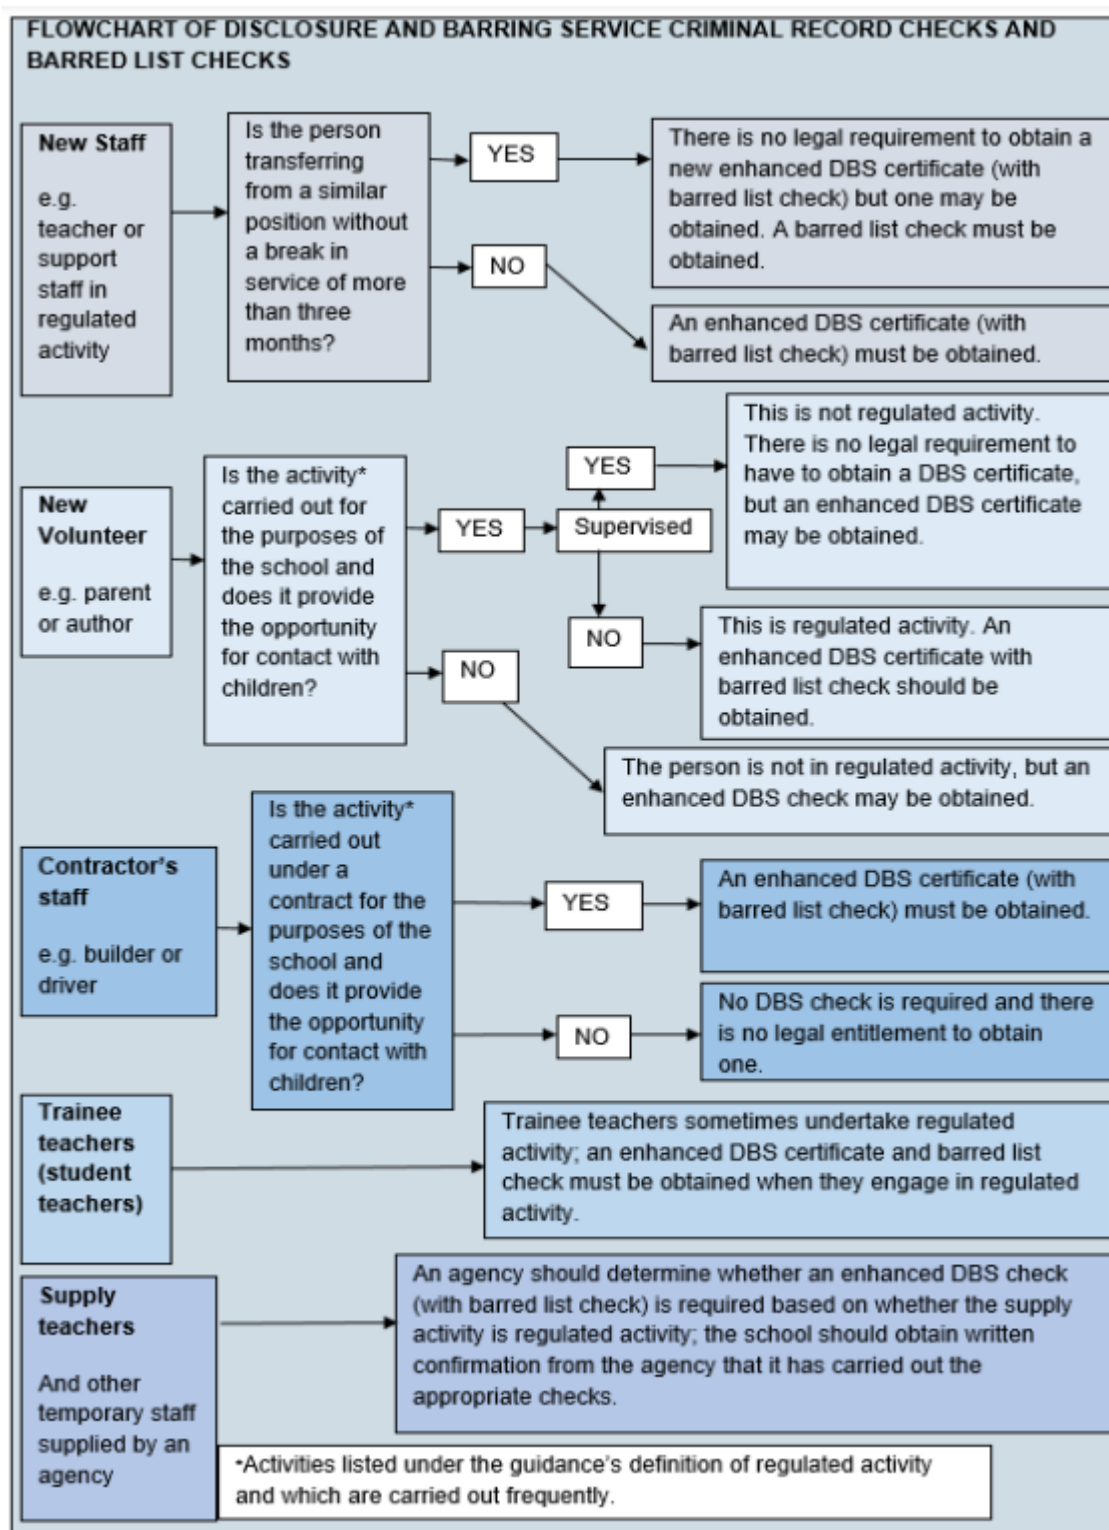 FLOWCHART OF DISCLOSURE AND BARRING SERVICE CRIMINAL RECORD CHECKS AND
BARRED LIST CHECKS
New Staff
e.g.
teacher or
support
staff in
regulated
activity
Is the person
transferring
from a similar
position without
a break in
service of more
than three
months?
YES
NO
There is no legal requirement to obtain a
new enhanced DBS certificate (with
barred list check) but one may be
obtained. A barred list check must be
obtained.
An enhanced DBS certificate (with
barred list check) must be obtained.
New
Volunteer
e.g. parent
or author
Is the activity*
carried out for
the purposes of
the school and
does it provide
the opportunity
for contact with
children?
YES
NO
Supervised
YES
NO
This is not regulated activity.
There is no legal requirement to
have to obtain a DBS certificate,
but an enhanced DBS certificate
may be obtained.
This is regulated activity. An
enhanced DBS certificate with
barred list check should be
obtained.
The person is not in regulated activity, but an
enhanced DBS check may be obtained.
Contractor's
staff
e.g. builder or
driver
Is the activity*
carried out
under a
contract for the
purposes of the
school and
does it provide
the opportunity
for contact with
children?
YES
NO
An enhanced DBS certificate (with
barred list check) must be obtained.
No DBS check is required and there
is no legal entitlement to obtain
one.
Trainee
teachers
(student
teachers)
Trainee teachers sometimes undertake regulated
activity; an enhanced DBS certificate and barred list
check must be obtained when they engage in regulated
activity.
Supply
teachers
And other
temporary staff
supplied by an
agency
An agency should determine whether an enhanced DBS check
(with barred list check) is required based on whether the supply
activity is regulated activity; the school should obtain written
confirmation from the agency that it has carried out the
appropriate checks.
*Activities listed under the guidance's definition of regulated activity
and which are carried out frequently.